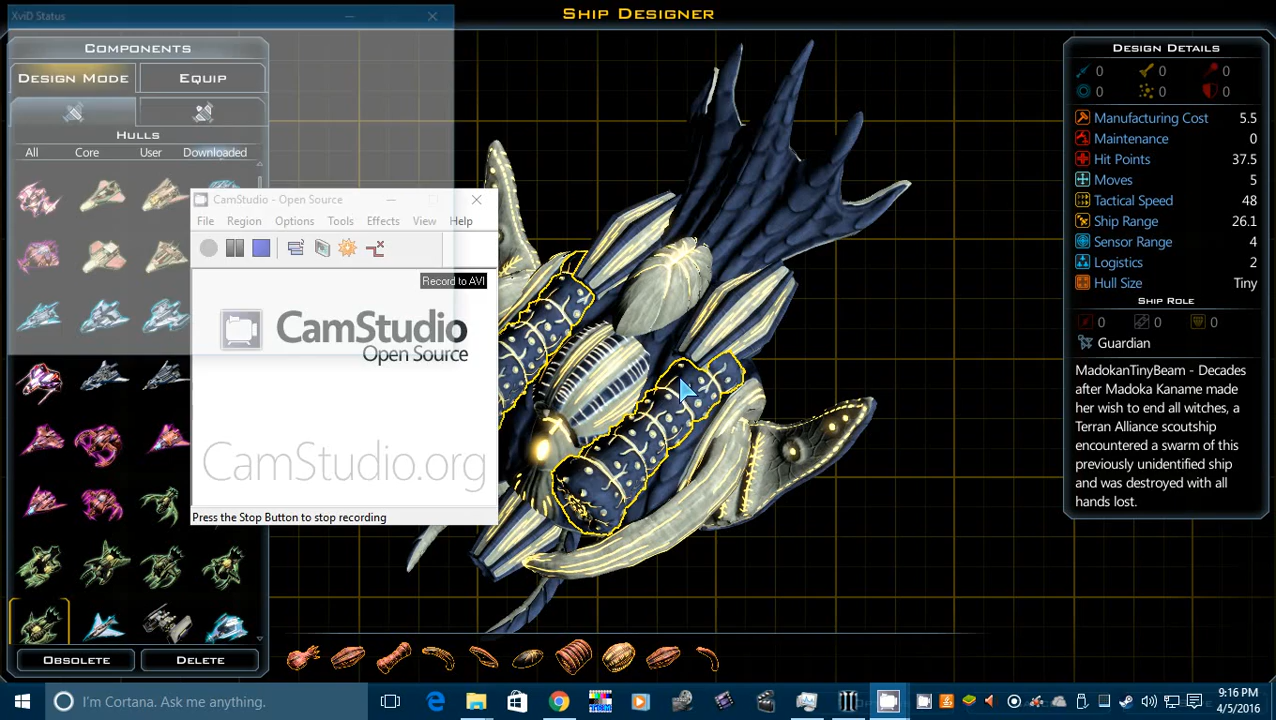 XviD Status
SHIP DESIGNER
COMPONENTS
DESIGN MODE
EQUIP
HULLS
All
Core
User
Downloaded
CamStudio - Open Source
File
Region
Options
Tools
Effects
View
Help
Record to AVI
CamStudio
Open Source
CamStudio.org
Press the Stop Button to stop recording
OBSOLETE
DELETE
DESIGN DETAILS
0 0 0
0 0 0
Manufacturing Cost 5.5
Maintenance 0
Hit Points 37.5
Moves 5
Tactical Speed 48
Ship Range 26.1
Sensor Range 4
Logistics 2
Hull Size Tiny
SHIP ROLE
0 0 0
Guardian
MadokanTinyBeam - Decades
after Madoka Kaname made
her wish to end all witches, a
Terran Alliance scoutship
encountered a swarm of this
previously unidentified ship
and was destroyed with all
hands lost.
I'm Cortana. Ask me anything.
9:16 PM
4/5/2016